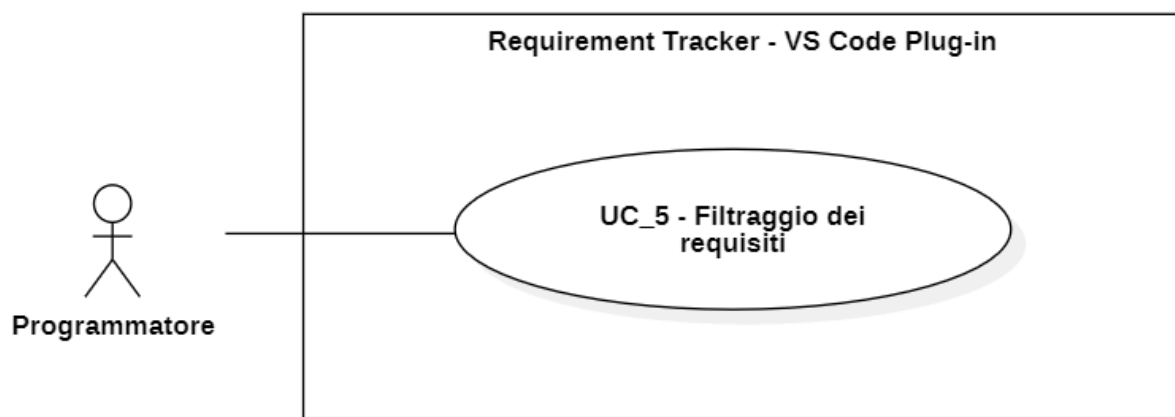 Requirement Tracker - VS Code Plug-in
UC_5 - Filtraggio dei
requisiti
Programmatore